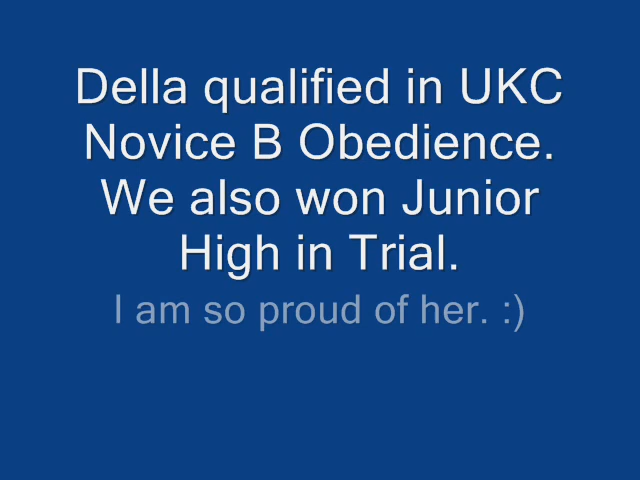 Della qualified in UKC
Novice B Obedience.
We also won Junior
High in Trial.
I am so proud of her. :)